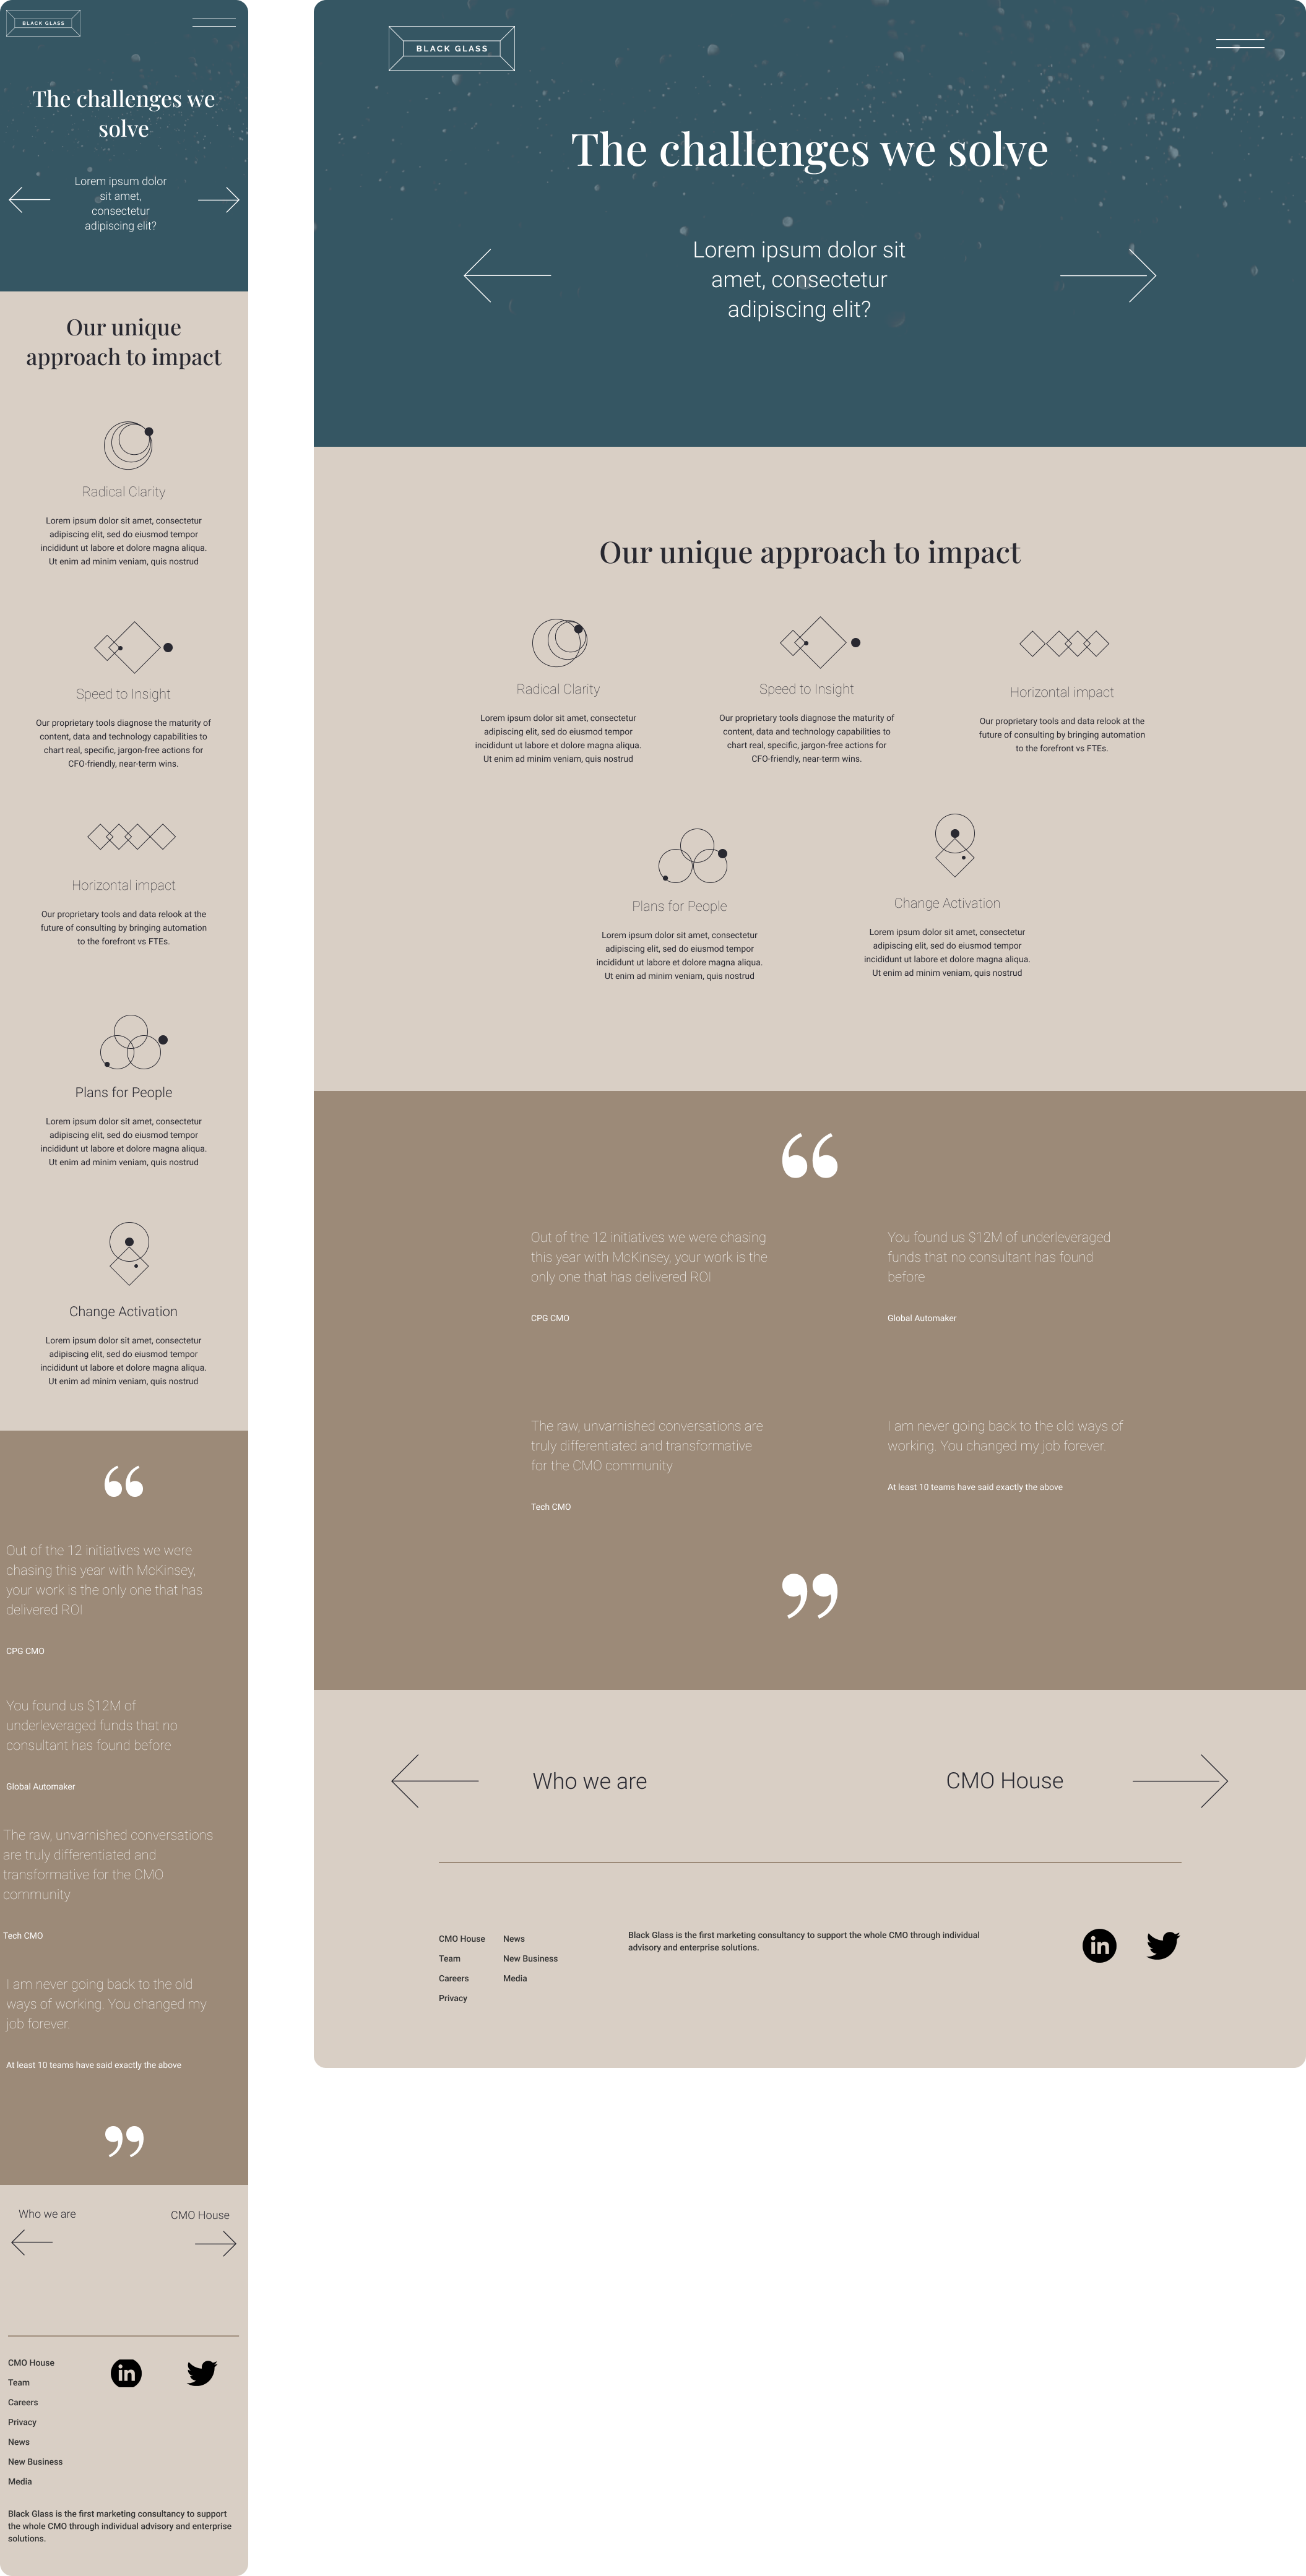 BLACK GLASS
The challenges we
solve
Lorem ipsum dolor
sit amet,
consectetur
adipiscing elit?
Our unique
approach to impact
Radical Clarity
Lorem ipsum dolor sit amet, consectetur
adipiscing elit, sed do eiusmod tempor
incididunt ut labore et dolore magna aliqua.
Ut enim ad minim veniam, quis nostrud
Speed to Insight
Our proprietary tools diagnose the maturity of
content, data and technology capabilities to
chart real, specific, jargon-free actions for
CFO-friendly, near-term wins.
Horizontal impact
Our proprietary tools and data relook at the
future of consulting by bringing automation
to the forefront vs FTEs.
Plans for People
Lorem ipsum dolor sit amet, consectetur
adipiscing elit, sed do eiusmod tempor
incididunt ut labore et dolore magna aliqua.
Ut enim ad minim veniam, quis nostrud
Change Activation
Lorem ipsum dolor sit amet, consectetur
adipiscing elit, sed do eiusmod tempor
incididunt ut labore et dolore magna aliqua.
Ut enim ad minim veniam, quis nostrud
“
Out of the 12 initiatives we were
chasing this year with McKinsey,
your work is the only one that has
delivered ROI
CPG CMO
You found us $12M of
underleveraged funds that no
consultant has found before
Global Automaker
The raw, unvarnished conversations
are truly differentiated and
transformative for the CMO
community
Tech CMO
I am never going back to the old
ways of working. You changed my
job forever.
At least 10 teams have said exactly the above
”
Who we are
CMO House
CMO House
Team
Careers
Privacy
News
New Business
Media
in
Black Glass is the first marketing consultancy to support
the whole CMO through individual advisory and enterprise
solutions.
BLACK GLASS
The challenges we solve
Lorem ipsum dolor sit
amet, consectetur
adipiscing elit?
Our unique approach to impact
Radical Clarity
Lorem ipsum dolor sit amet, consectetur
adipiscing elit, sed do eiusmod tempor
incididunt ut labore et dolore magna aliqua.
Ut enim ad minim veniam, quis nostrud
Speed to Insight
Our proprietary tools diagnose the maturity of
content, data and technology capabilities to
chart real, specific, jargon-free actions for
CFO-friendly, near-term wins.
Horizontal impact
Our proprietary tools and data relook at the
future of consulting by bringing automation
to the forefront vs FTEs.
Plans for People
Lorem ipsum dolor sit amet, consectetur
adipiscing elit, sed do eiusmod tempor
incididunt ut labore et dolore magna aliqua.
Ut enim ad minim veniam, quis nostrud
Change Activation
Lorem ipsum dolor sit amet, consectetur
adipiscing elit, sed do eiusmod tempor
incididunt ut labore et dolore magna aliqua.
Ut enim ad minim veniam, quis nostrud
“
Out of the 12 initiatives we were chasing
this year with McKinsey, your work is the
only one that has delivered ROI
CPG CMO
You found us $12M of underleveraged
funds that no consultant has found
before
Global Automaker
The raw, unvarnished conversations are
truly differentiated and transformative
for the CMO community
Tech CMO
I am never going back to the old ways of
working. You changed my job forever.
At least 10 teams have said exactly the above
”
Who we are
CMO House
CMO House
Team
Careers
Privacy
News
New Business
Media
Black Glass is the first marketing consultancy to support the whole CMO through individual
advisory and enterprise solutions.
in